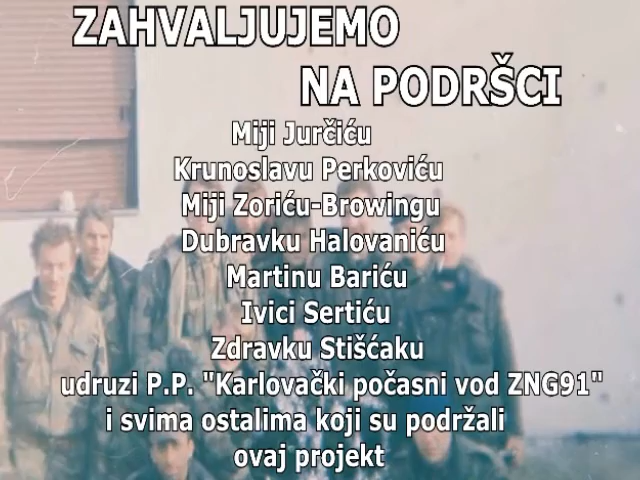 ZAHVALJUJEMO
NA PODRŠCI
Miji Jurčiću
Krunoslavu Perkoviću
Miji Zoriću-Browingu
Dubravku Halovaniću
Martinu Bariću
Ivici Sertiću
Zdravku Stišćaku
udruzi P.P. "Karlovački počasni vod ZNG91"
i svima ostalima koji su podržali
ovaj projekt